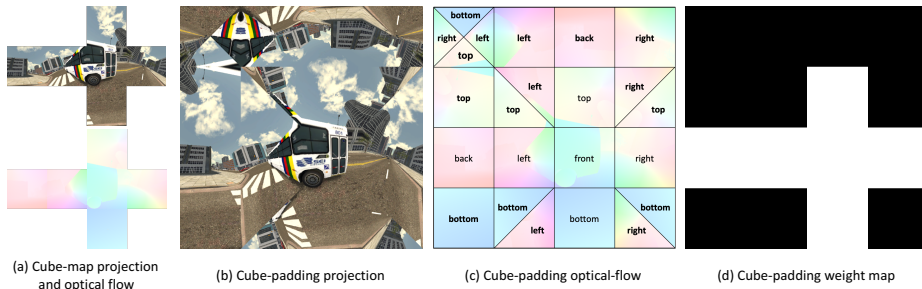 bottom
right
left
top
left
back
right
top
left
top
top
right
top
back
left
front
right
bottom
bottom
left
bottom
bottom
right
(a) Cube-map projection
and optical flow
(b) Cube-padding projection
(c) Cube-padding optical-flow
(d) Cube-padding weight map